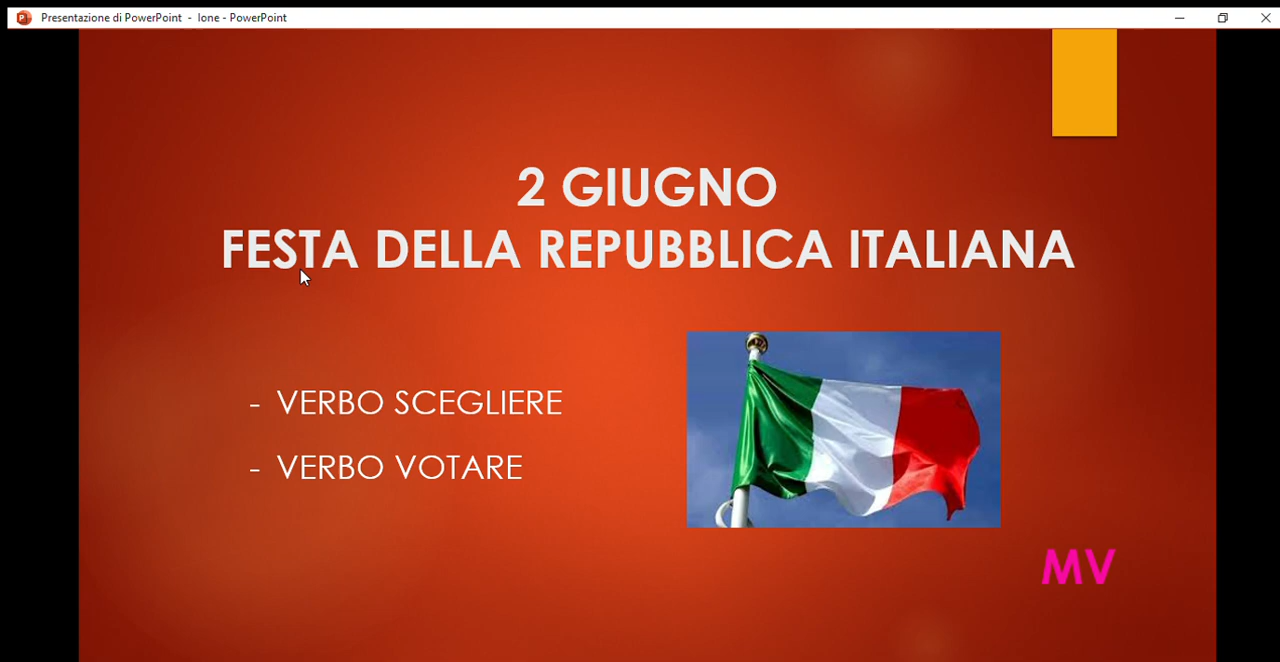 Presentazione di PowerPoint - Ione - PowerPoint
2 GIUGNO
FESTA DELLA REPUBBLICA ITALIANA
- VERBO SCEGLIERE
- VERBO VOTARE
MV